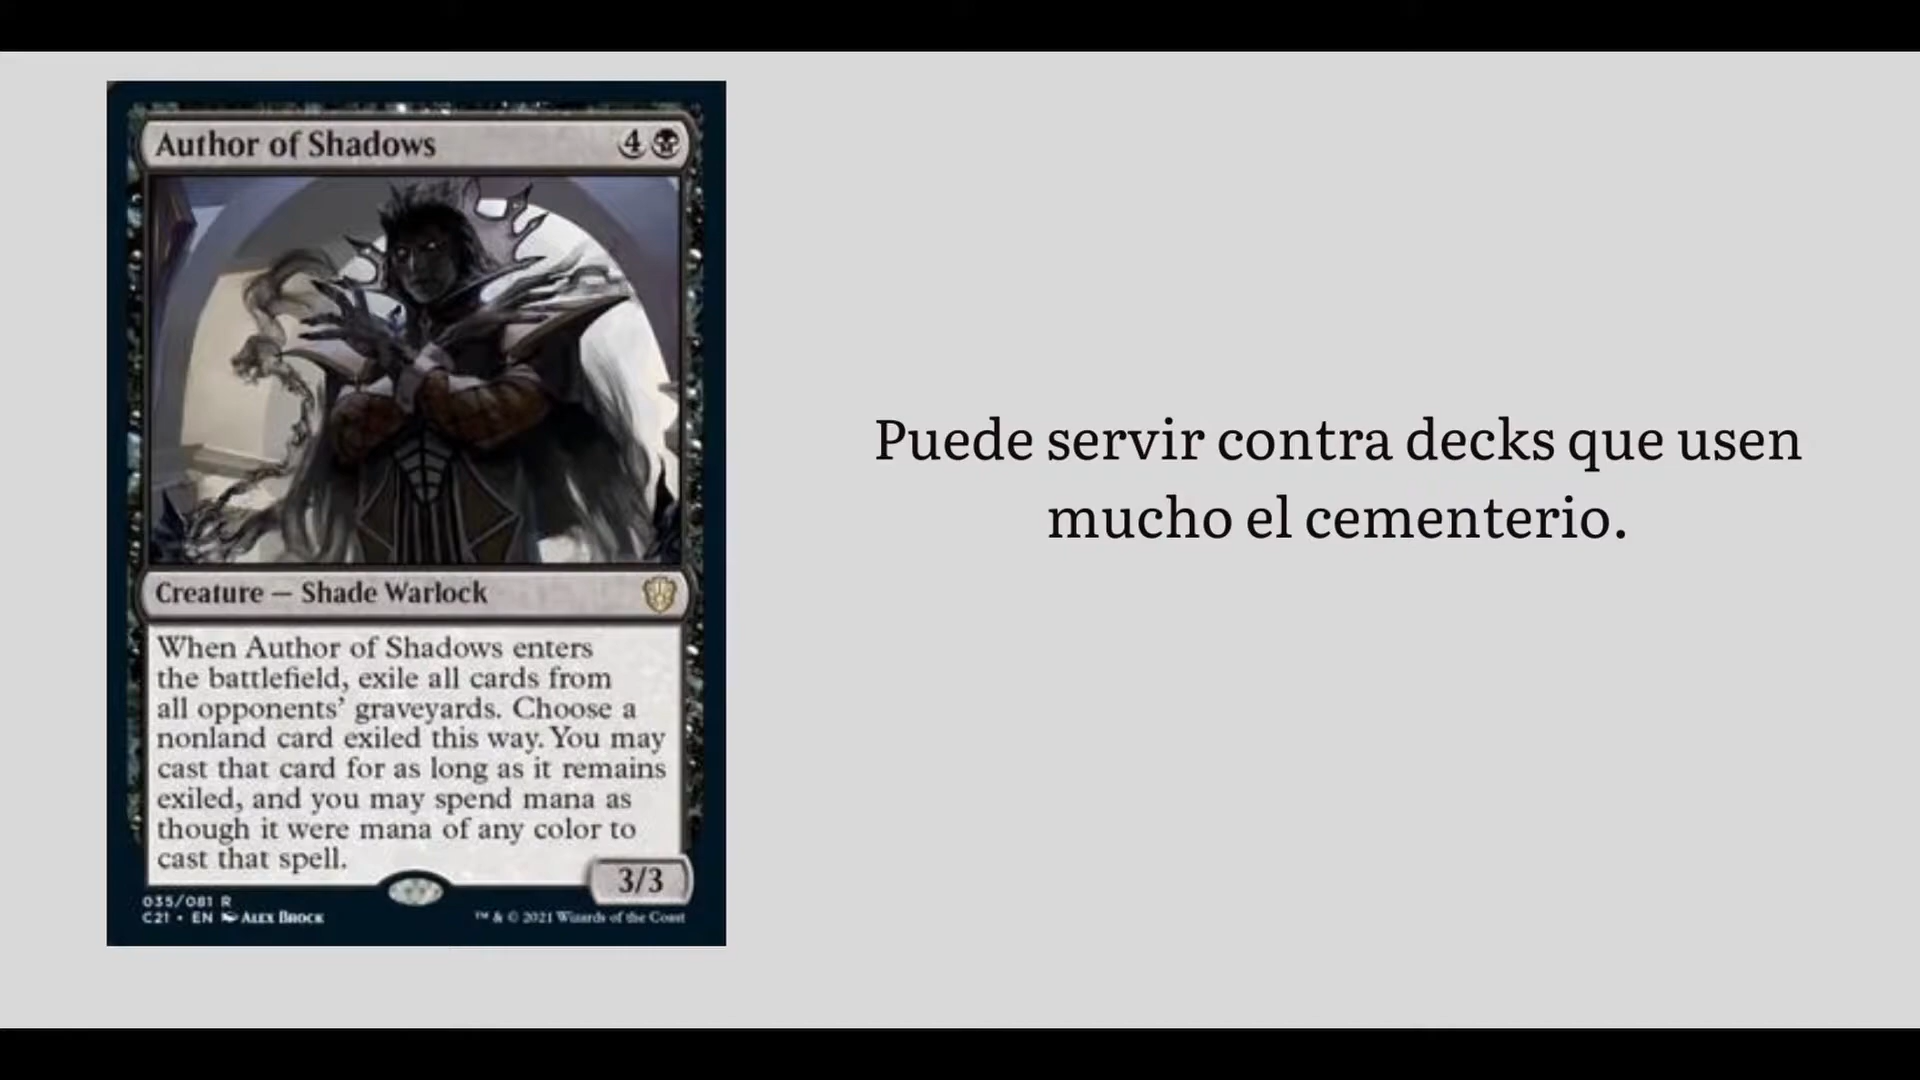 Author of Shadows 4
Creature — Shade Warlock
When Author of Shadows enters
the battlefield, exile all cards from
all opponents’ graveyards. Choose a
nonland card exiled this way. You may
cast that card for as long as it remains
exiled, and you may spend mana as
though it were mana of any color to
cast that spell.
3/3
035/081 R
C21 • EN ALEX BROCK
™ & © 2021 Wizards of the Coast
Puede servir contra decks que usen
mucho el cementerio.